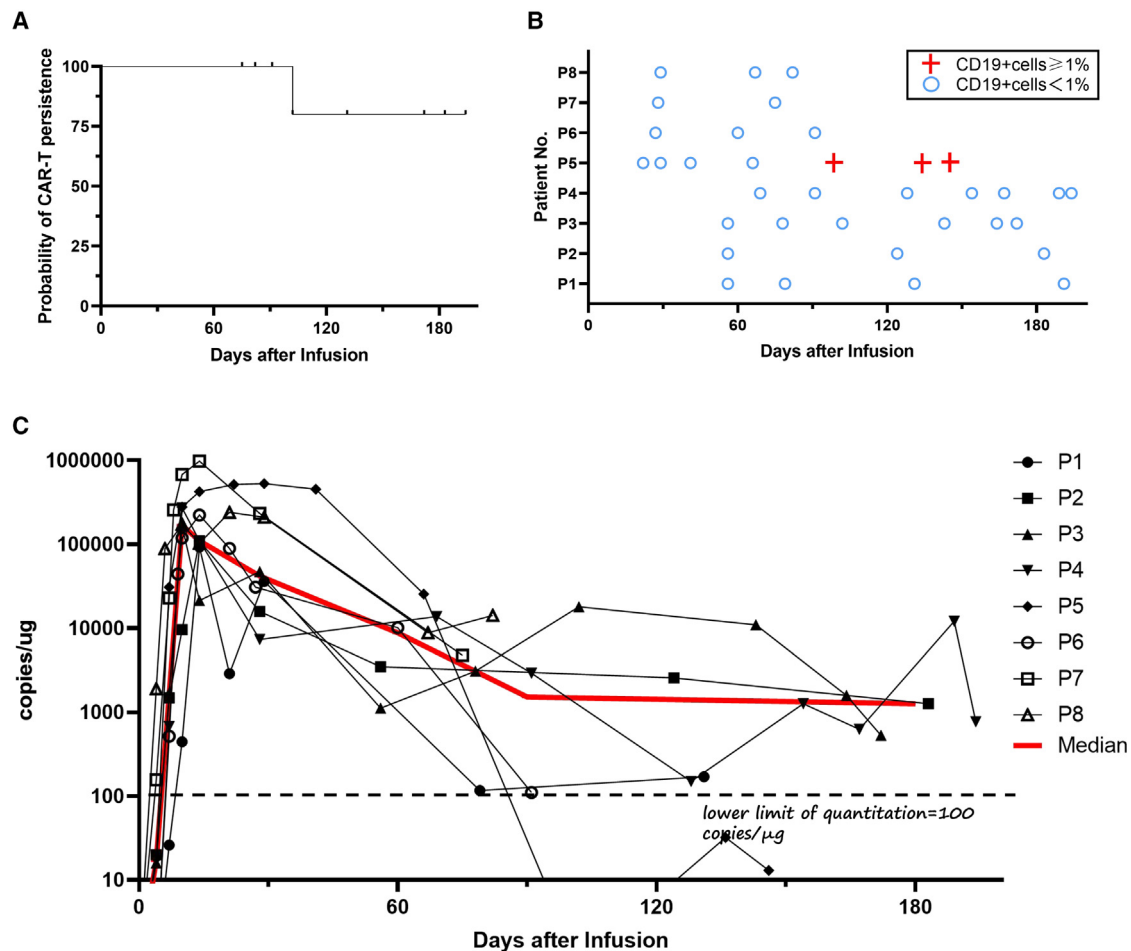 A
Probability of CAR-T persistence
100
75
50
25
0
0 60 120 180
Days after Infusion
B
CD19+cells⩾1%
CD19+cells<1%
Patient No.
P8
P7
P6
P5
P4
P3
P2
P1
0 60 120 180
Days after Infusion
C
copies/ug
1000000
100000
10000
1000
100
10
0 60 120 180
Days after Infusion
lower limit of quantitation=100
copies/μg
P1
P2
P3
P4
P5
P6
P7
P8
Median